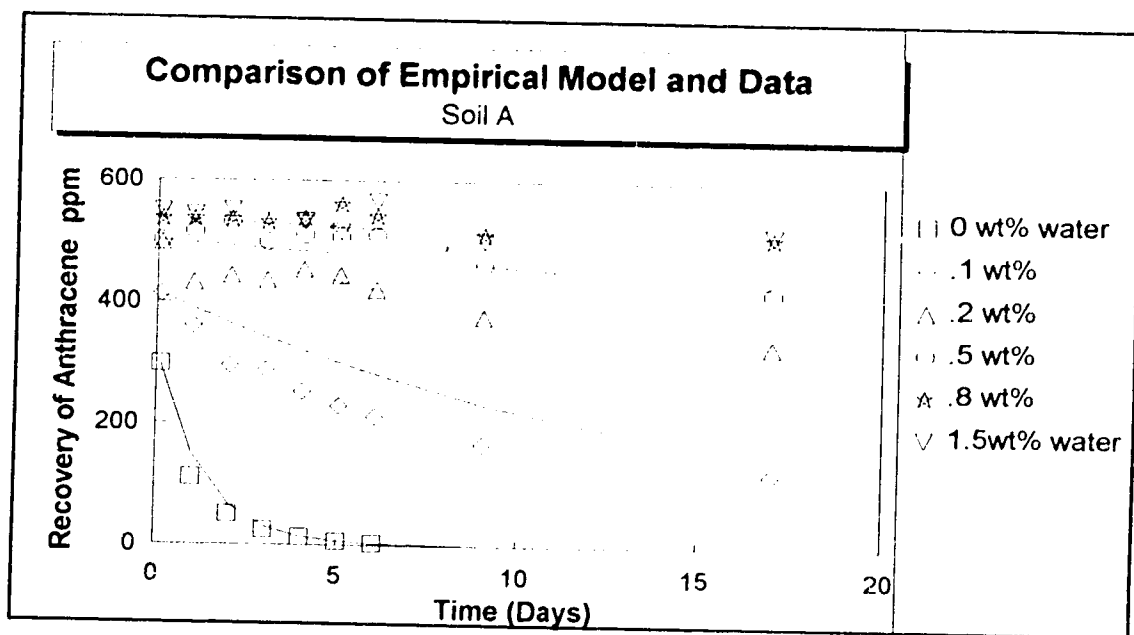 Comparison of Empirical Model and Data
Soil A
Recovery of Anthracene ppm
600
400
200
0
0
5
10
15
20
Time (Days)
0 wt% water
.1 wt%
.2 wt%
.5 wt%
.8 wt%
1.5wt% water